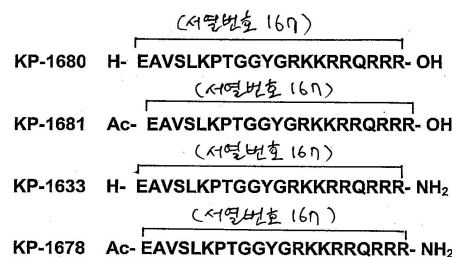 (서열번호 167)
KP-1680 H- EAVSLKPTGGYGRKKRRQRRR- OH
(서열번호 167)
KP-1681 Ac- EAVSLKPTGGYGRKKRRQRRR- OH
(서열번호 167)
KP-1633 H- EAVSLKPTGGYGRKKRRQRRR- NH₂
(서열번호 167)
KP-1678 Ac- EAVSLKPTGGYGRKKRRQRRR- NH₂